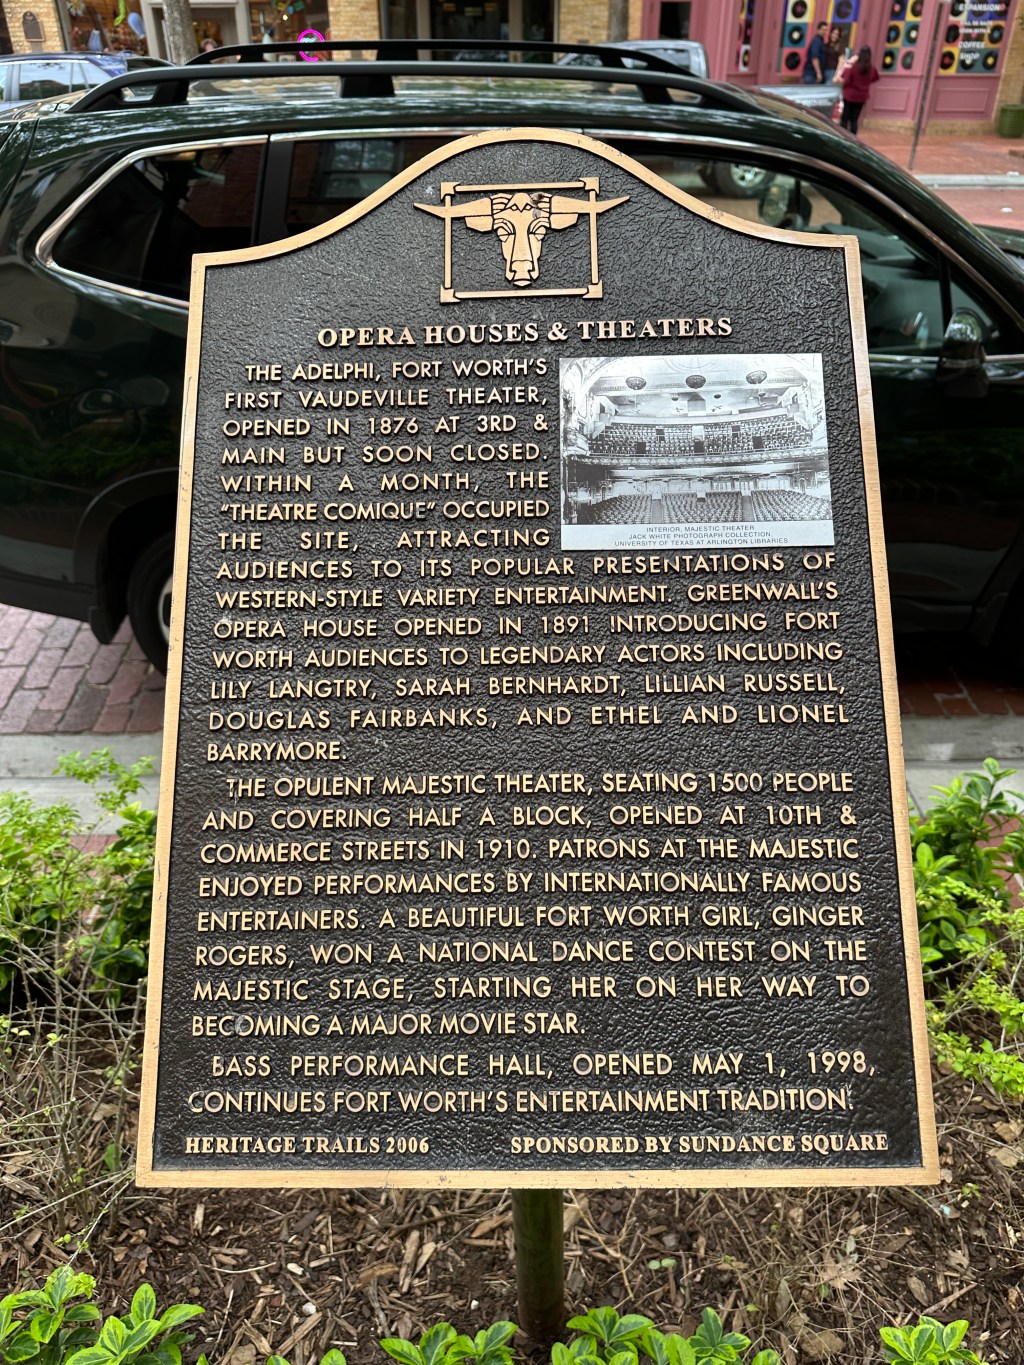 EXPANSION
COFFEE
SHOP
OPERA HOUSES & THEATERS
THE ADELPHI, FORT WORTH'S
FIRST VAUDEVILLE THEATER,
OPENED IN 1876 AT 3RD &
MAIN BUT SOON CLOSED.
WITHIN A MONTH, THE
"THEATRE COMIQUE" OCCUPIED
THE SITE, ATTRACTING
INTERIOR, MAJESTIC THEATER
JACK WHITE PHOTOGRAPH COLLECTION,
UNIVERSITY OF TEXAS AT ARLINGTON LIBRARIES
AUDIENCES TO ITS POPULAR PRESENTATIONS OF
WESTERN-STYLE VARIETY ENTERTAINMENT. GREENWALL'S
OPERA HOUSE OPENED IN 1891 INTRODUCING FORT
WORTH AUDIENCES TO LEGENDARY ACTORS INCLUDING
LILY LANGTRY, SARAH BERNHARDT, LILLIAN RUSSELL,
DOUGLAS FAIRBANKS, AND ETHEL AND LIONEL
BARRYMORE.
THE OPULENT MAJESTIC THEATER, SEATING 1500 PEOPLE
AND COVERING HALF A BLOCK, OPENED AT 10TH &
COMMERCE STREETS IN 1910. PATRONS AT THE MAJESTIC
ENJOYED PERFORMANCES BY INTERNATIONALLY FAMOUS
ENTERTAINERS. A BEAUTIFUL FORT WORTH GIRL, GINGER
ROGERS, WON A NATIONAL DANCE CONTEST ON THE
MAJESTIC STAGE, STARTING HER ON HER WAY TO
BECOMING A MAJOR MOVIE STAR.
BASS PERFORMANCE HALL, OPENED MAY 1, 1998,
CONTINUES FORT WORTH'S ENTERTAINMENT TRADITION.
HERITAGE TRAILS 2006 SPONSORED BY SUNDANCE SQUARE